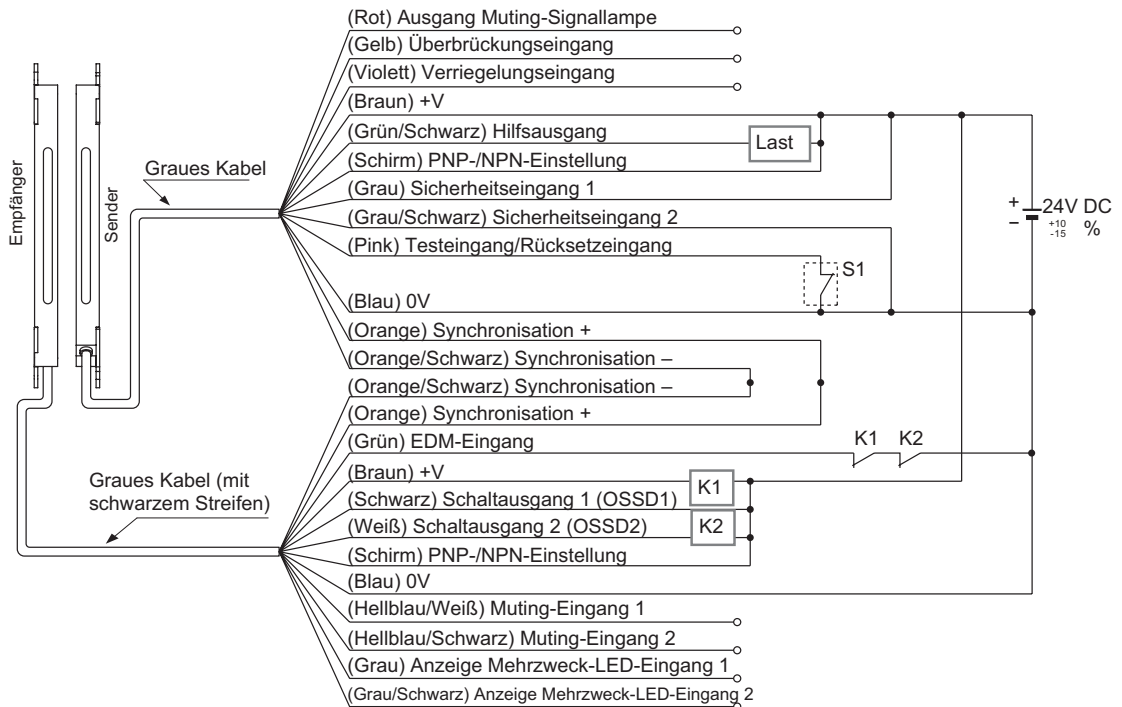 (Rot) Ausgang Muting-Signallampe
(Gelb) Überbrückungseingang
(Violett) Verriegelungseingang
(Braun) +V
(Grün/Schwarz) Hilfsausgang
Last
(Schirm) PNP-/NPN-Einstellung
(Grau) Sicherheitseingang 1
(Grau/Schwarz) Sicherheitseingang 2
(Pink) Testeingang/Rücksetzeingang
S1
(Blau) 0V
(Orange) Synchronisation +
(Orange/Schwarz) Synchronisation –
(Orange/Schwarz) Synchronisation –
(Orange) Synchronisation +
(Grün) EDM-Eingang
K1 K2
(Braun) +V
K1
(Schwarz) Schaltausgang 1 (OSSD1)
(Weiß) Schaltausgang 2 (OSSD2)
K2
(Schirm) PNP-/NPN-Einstellung
(Blau) 0V
(Hellblau/Weiß) Muting-Eingang 1
(Hellblau/Schwarz) Muting-Eingang 2
(Grau) Anzeige Mehrzweck-LED-Eingang 1
(Grau/Schwarz) Anzeige Mehrzweck-LED-Eingang 2
Empfänger
Sender
Graues Kabel
Graues Kabel (mit
schwarzem Streifen)
+
–
24V DC
+10
-15 %